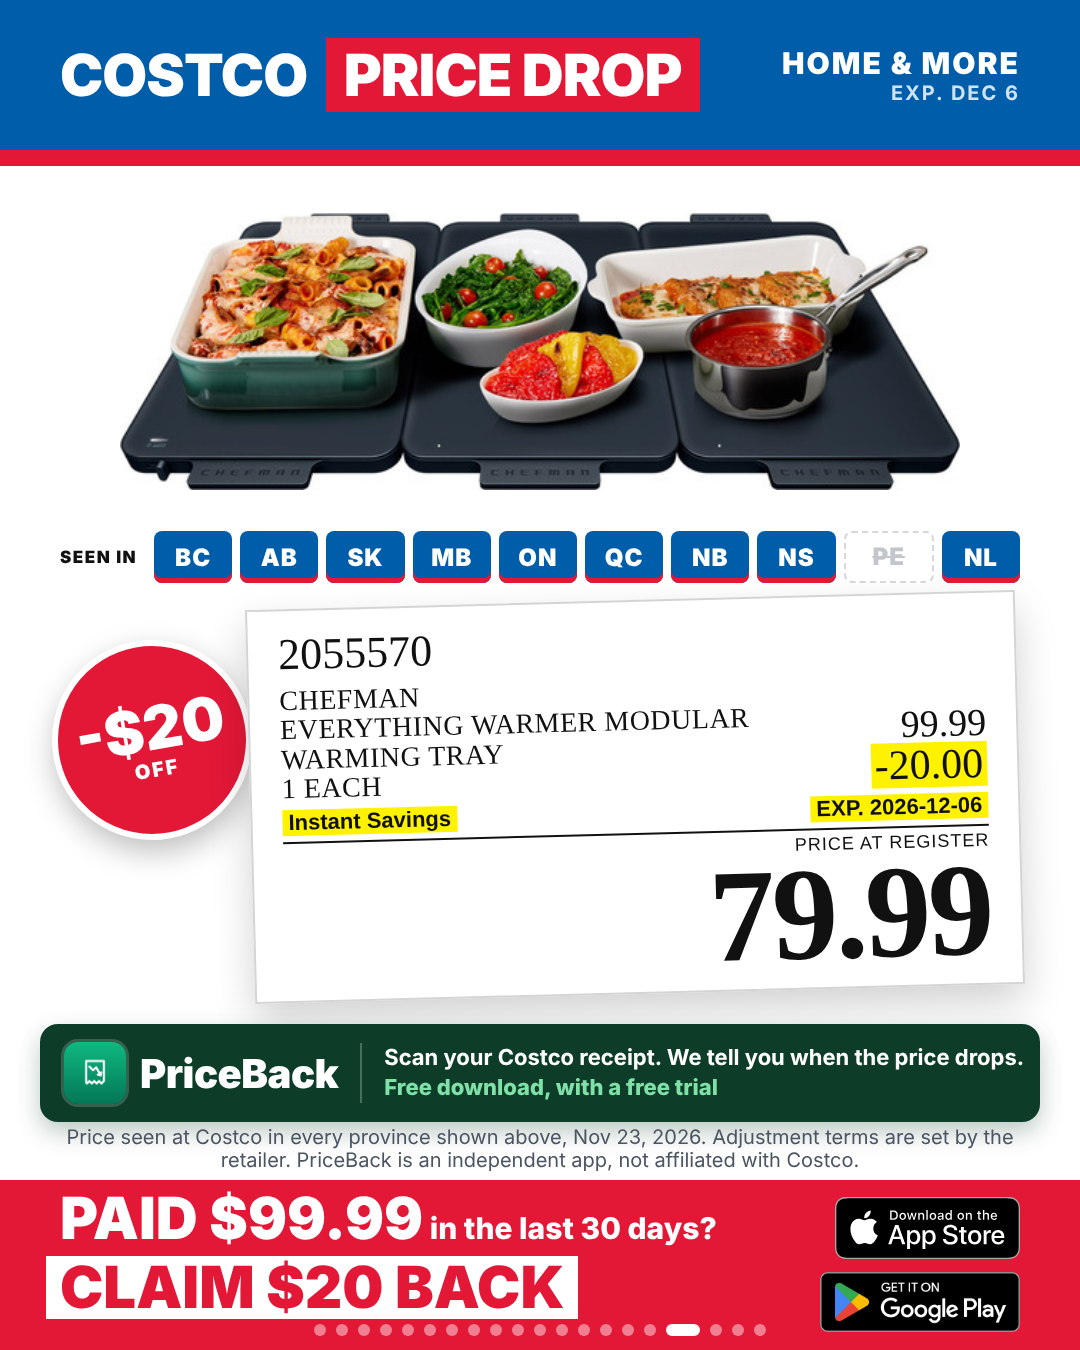 COSTCO PRICE DROP
HOME & MORE
EXP. DEC 6
CHEFMAN CHEFMAN CHEFMAN
SEEN IN BC AB SK MB ON QC NB NS PE NL
-$20
OFF
2055570
CHEFMAN
EVERYTHING WARMER MODULAR
WARMING TRAY
1 EACH
99.99
-20.00
Instant Savings
EXP. 2026-12-06
PRICE AT REGISTER
79.99
PriceBack
Scan your Costco receipt. We tell you when the price drops.
Free download, with a free trial
Price seen at Costco in every province shown above, Nov 23, 2026. Adjustment terms are set by the
retailer. PriceBack is an independent app, not affiliated with Costco.
PAID $99.99 in the last 30 days?
CLAIM $20 BACK
Download on the
App Store
GET IT ON
Google Play